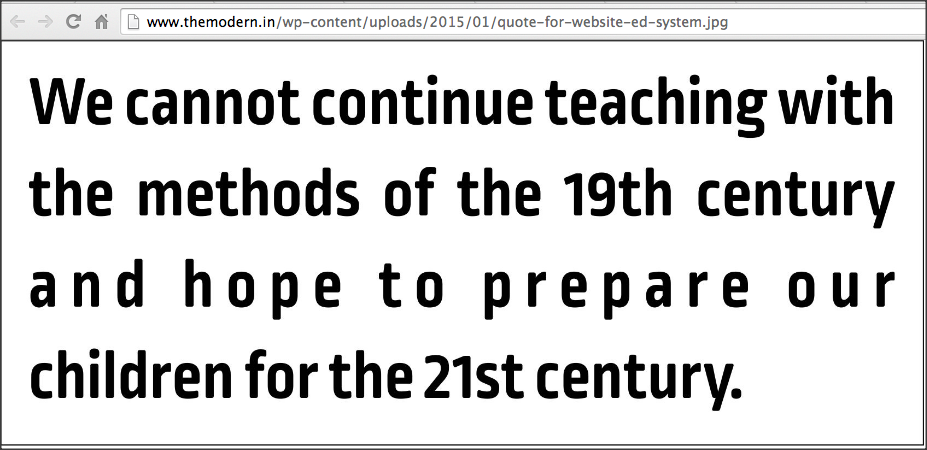 www.themodern.in/wp-content/uploads/2015/01/quote-for-website-ed-system.jpg
We cannot continue teaching with
the methods of the 19th century
and hope to prepare our
children for the 21st century.